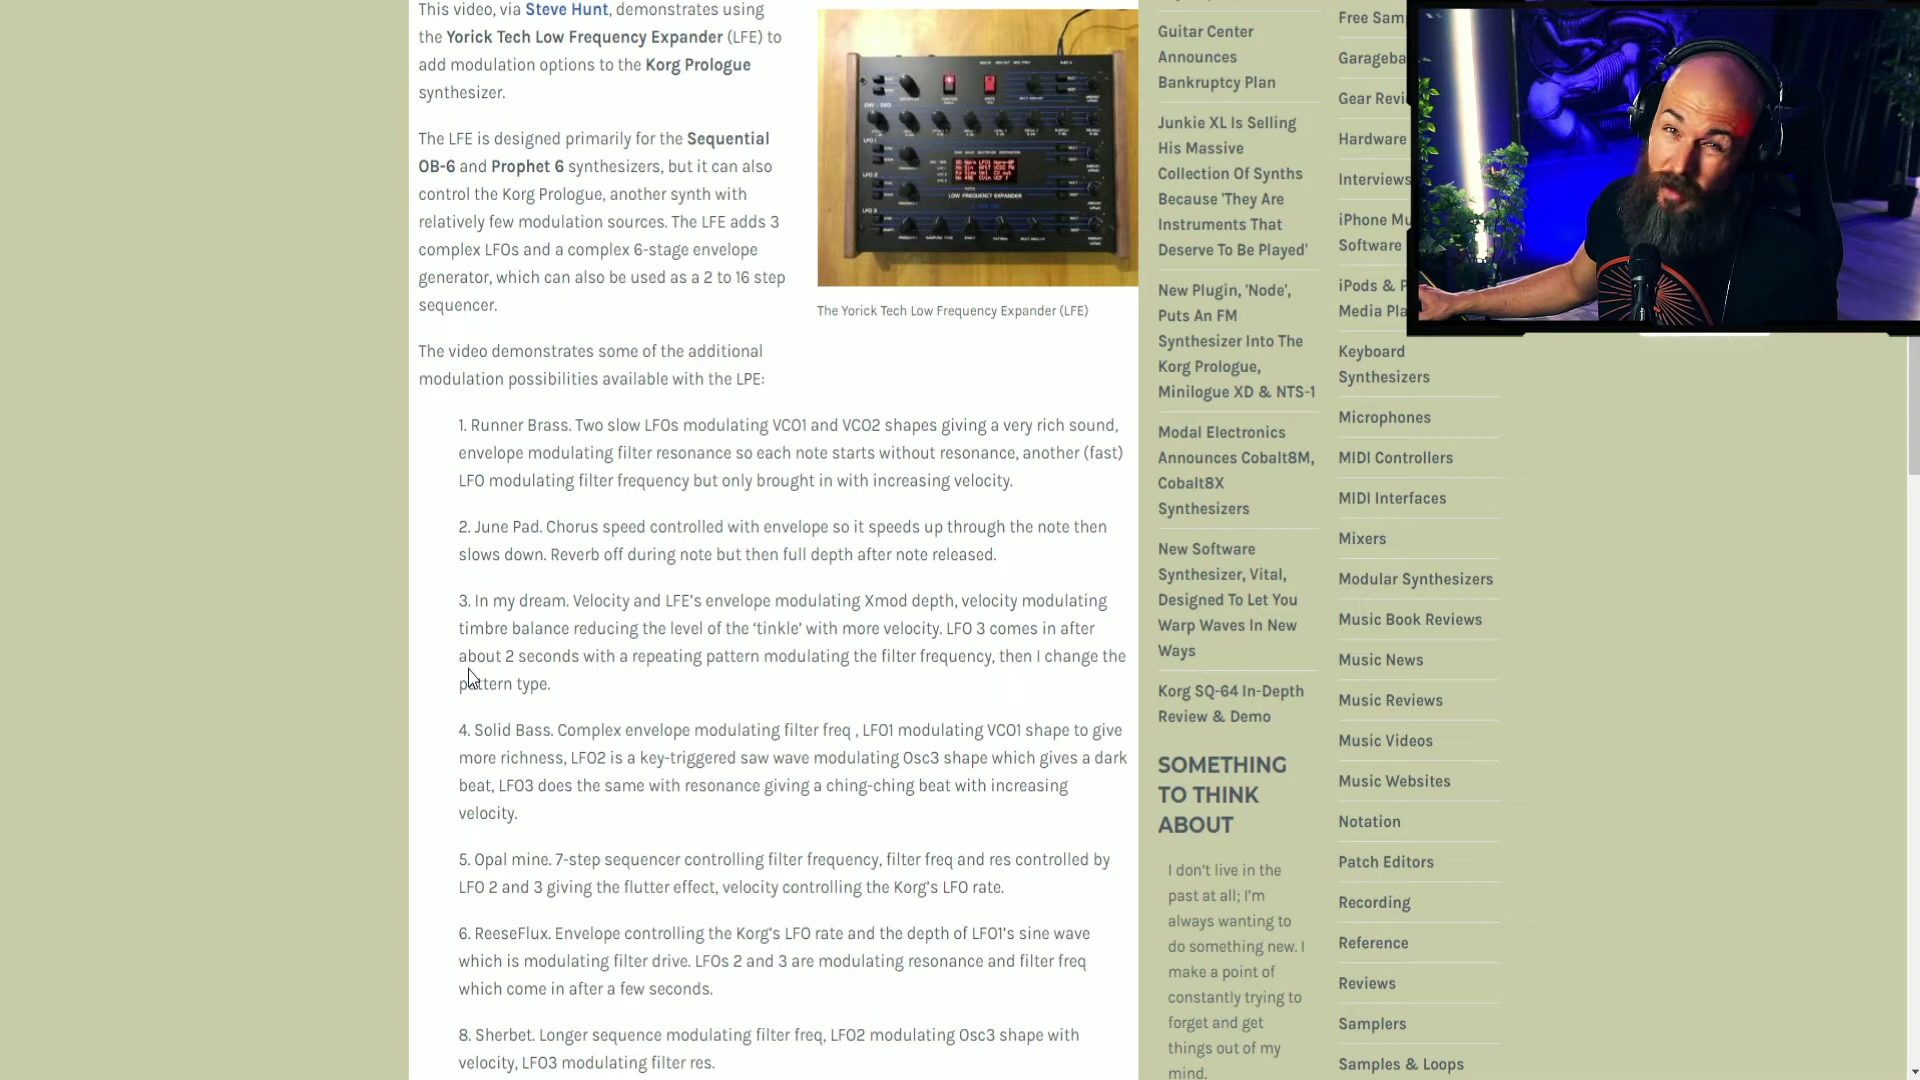 This video, via Steve Hunt, demonstrates using
the Yorick Tech Low Frequency Expander (LFE) to
add modulation options to the Korg Prologue
synthesizer.
The LFE is designed primarily for the Sequential
OB-6 and Prophet 6 synthesizers, but it can also
control the Korg Prologue, another synth with
relatively few modulation sources. The LFE adds 3
complex LFOs and a complex 6-stage envelope
generator, which can also be used as a 2 to 16 step
sequencer.
LOW FREQUENCY EXPANDER
The Yorick Tech Low Frequency Expander (LFE)
The video demonstrates some of the additional
modulation possibilities available with the LPE:
1. Runner Brass. Two slow LFOs modulating VCO1 and VCO2 shapes giving a very rich sound,
envelope modulating filter resonance so each note starts without resonance, another (fast)
LFO modulating filter frequency but only brought in with increasing velocity.
2. June Pad. Chorus speed controlled with envelope so it speeds up through the note then
slows down. Reverb off during note but then full depth after note released.
3. In my dream. Velocity and LFE’s envelope modulating Xmod depth, velocity modulating
timbre balance reducing the level of the ‘tinkle’ with more velocity. LFO 3 comes in after
about 2 seconds with a repeating pattern modulating the filter frequency, then I change the
pattern type.
4. Solid Bass. Complex envelope modulating filter freq , LFO1 modulating VCO1 shape to give
more richness, LFO2 is a key-triggered saw wave modulating Osc3 shape which gives a dark
beat, LFO3 does the same with resonance giving a ching-ching beat with increasing
velocity.
5. Opal mine. 7-step sequencer controlling filter frequency, filter freq and res controlled by
LFO 2 and 3 giving the flutter effect, velocity controlling the Korg’s LFO rate.
6. ReeseFlux. Envelope controlling the Korg’s LFO rate and the depth of LFO1’s sine wave
which is modulating filter drive. LFOs 2 and 3 are modulating resonance and filter freq
which come in after a few seconds.
8. Sherbet. Longer sequence modulating filter freq, LFO2 modulating Osc3 shape with
velocity, LFO3 modulating filter res.
Guitar Center
Announces
Bankruptcy Plan
Junkie XL Is Selling
His Massive
Collection Of Synths
Because 'They Are
Instruments That
Deserve To Be Played'
New Plugin, 'Node',
Puts An FM
Synthesizer Into The
Korg Prologue,
Minilogue XD & NTS-1
Modal Electronics
Announces Cobalt8M,
Cobalt8X
Synthesizers
New Software
Synthesizer, Vital,
Designed To Let You
Warp Waves In New
Ways
Korg SQ-64 In-Depth
Review & Demo
SOMETHING
TO THINK
ABOUT
I don’t live in the
past at all; I’m
always wanting to
do something new. I
make a point of
constantly trying to
forget and get
things out of my
mind.
Free Sam
Garageba
Gear Revi
Hardware
Interviews
iPhone Mu
Software
iPods & P
Media Pla
Keyboard
Synthesizers
Microphones
MIDI Controllers
MIDI Interfaces
Mixers
Modular Synthesizers
Music Book Reviews
Music News
Music Reviews
Music Videos
Music Websites
Notation
Patch Editors
Recording
Reference
Reviews
Samplers
Samples & Loops